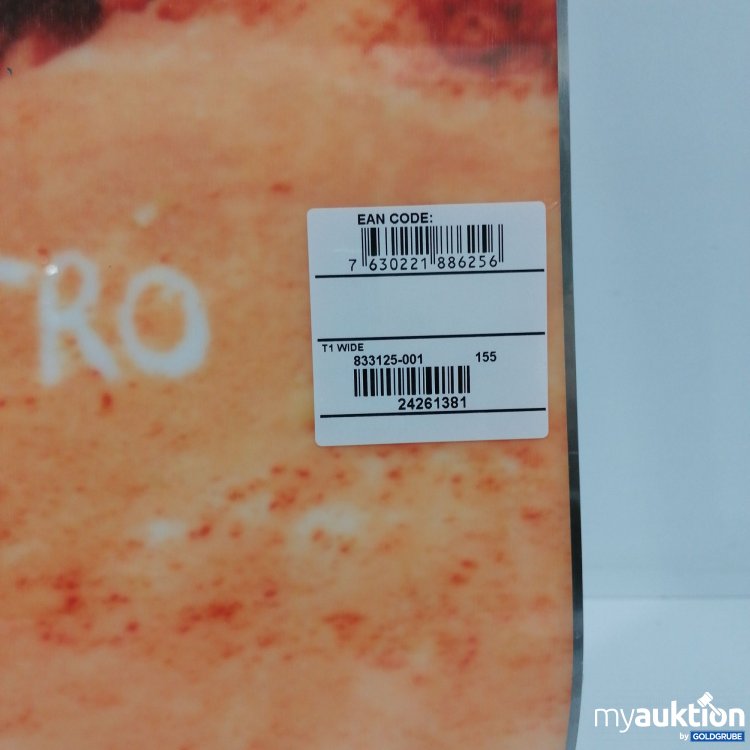 EAN CODE:
7 630221 886256
TRO
T1 WIDE
833125-001 155
24261381
myauktion
by GOLDGRUBE